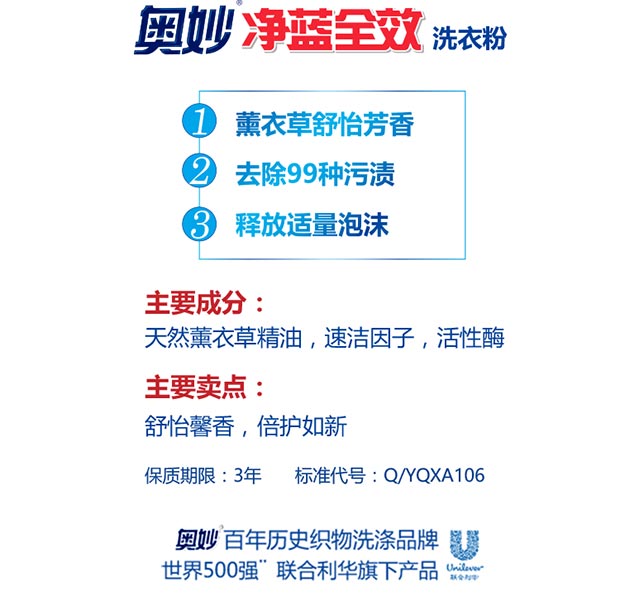 奥妙® 净蓝全效 洗衣粉
1 薰衣草舒怡芳香
2 去除99种污渍
3 释放适量泡沫
主要成分：
天然薰衣草精油，速洁因子，活性酶
主要卖点：
舒怡馨香，倍护如新
保质期限：3年 标准代号：Q/YQXA106
奥妙® 百年历史织物洗涤品牌
世界500强¨ 联合利华旗下产品
Unilever
联合利华